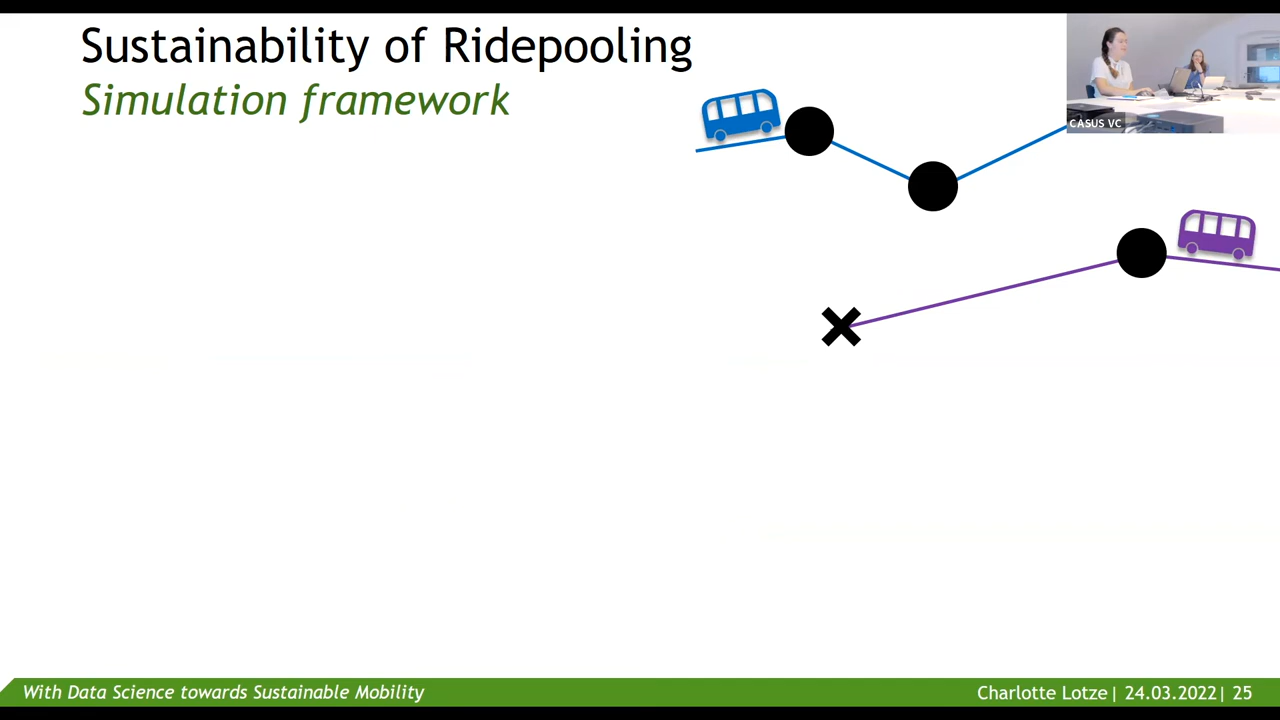 Sustainability of Ridepooling
Simulation framework
CASUS VC
With Data Science towards Sustainable Mobility
Charlotte Lotze| 24.03.2022| 25